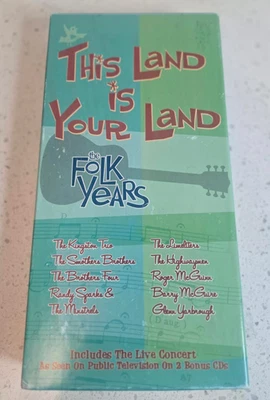 This Land
is
Your Land
the
Folk
Years
The Kingston Trio
The Smothers Brothers
The Brothers Four
Randy Sparks &
The Minstrels
The Limeliters
The Highwaymen
Roger McGuinn
Barry McGuire
Glenn Yarbrough
Includes The Live Concert
As Seen On Public Television On 2 Bonus CDs